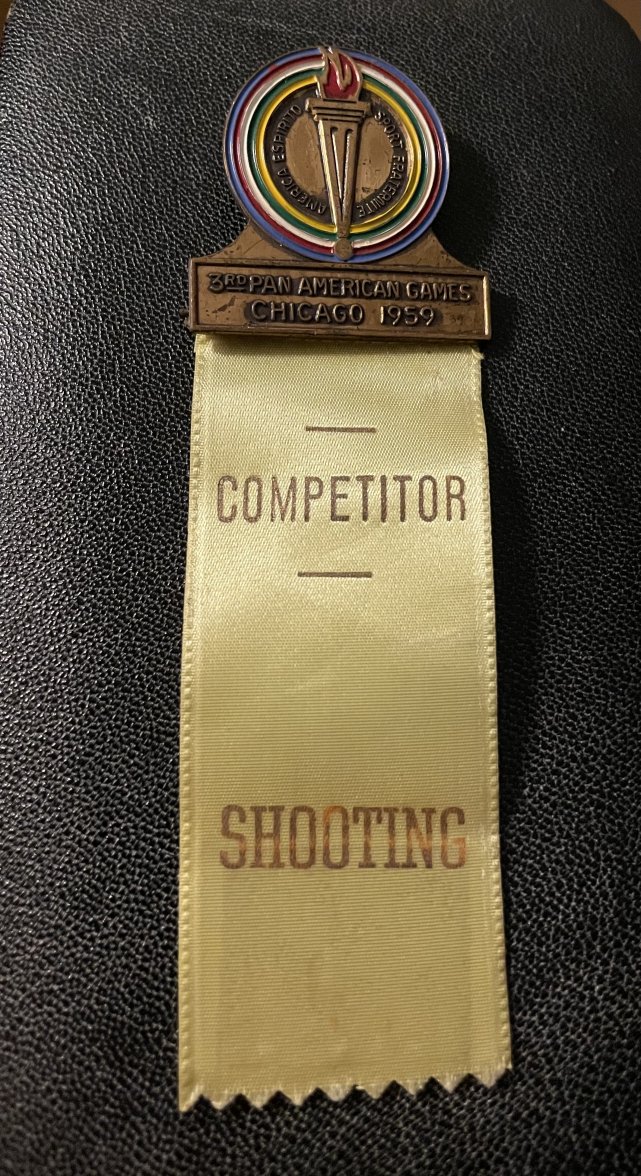 AMERICA ESPIRITO SPORT FRATERNITE
3RD PAN AMERICAN GAMES
CHICAGO 1959
COMPETITOR
SHOOTING